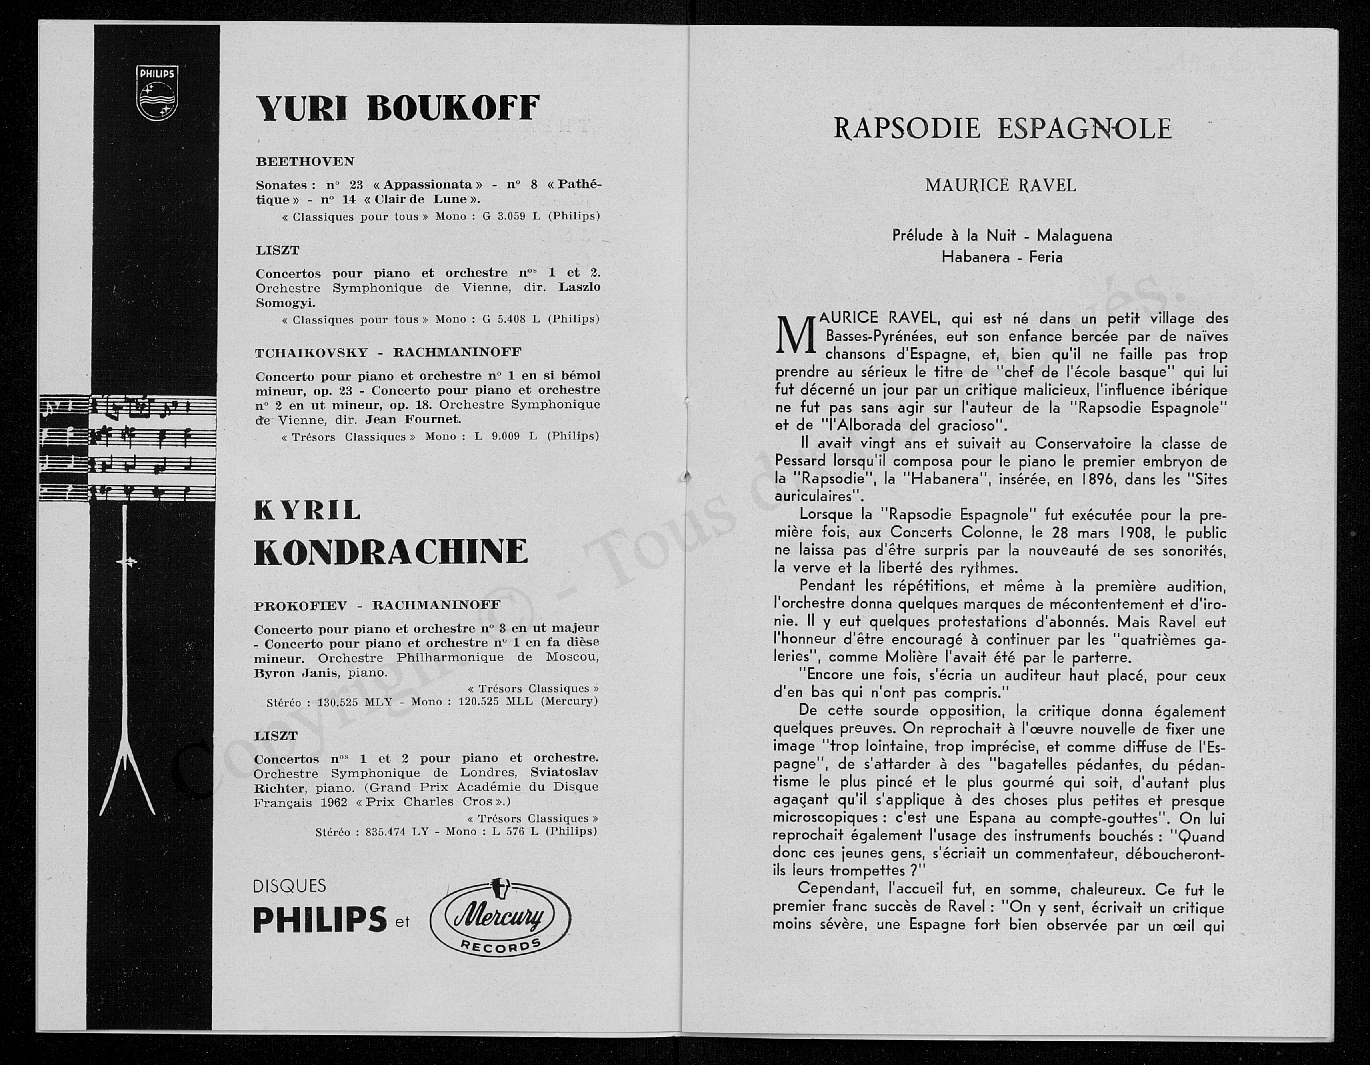 PHILIPS
YURI BOUKOFF
BEETHOVEN
Sonates : n° 23 « Appassionata » - n° 8 « Pathé-
tique » - n° 14 « Clair de Lune ».
« Classiques pour tous » Mono : G 3.059 L (Philips)
LISZT
Concertos pour piano et orchestre nos 1 et 2.
Orchestre Symphonique de Vienne, dir. Laszlo
Somogyi.
« Classiques pour tous » Mono : G 5.408 L (Philips)
TCHAIKOVSKY - RACHMANINOFF
Concerto pour piano et orchestre n° 1 en si bémol
mineur, op. 23 - Concerto pour piano et orchestre
n° 2 en ut mineur, op. 18. Orchestre Symphonique
de Vienne, dir. Jean Fournet.
« Trésors Classiques » Mono : L 9.009 L (Philips)
KYRIL
KONDRACHINE
PROKOFIEV - RACHMANINOFF
Concerto pour piano et orchestre n° 3 en ut majeur
- Concerto pour piano et orchestre n° 1 en fa dièse
mineur. Orchestre Philharmonique de Moscou,
Byron Janis, piano.
« Trésors Classiques »
Stéréo : 130.525 MLY - Mono : 120.525 MLL (Mercury)
LISZT
Concertos nos 1 et 2 pour piano et orchestre.
Orchestre Symphonique de Londres, Sviatoslav
Richter, piano. (Grand Prix Académie du Disque
Français 1962 « Prix Charles Cros ».)
« Trésors Classiques »
Stéréo : 835.474 LY - Mono : L 576 L (Philips)
DISQUES
PHILIPS et Mercury
RECORDS
RAPSODIE ESPAGNOLE
MAURICE RAVEL
Prélude à la Nuit - Malaguena
Habanera - Feria
MAURICE RAVEL, qui est né dans un petit village des
Basses-Pyrénées, eut son enfance bercée par de naïves
chansons d'Espagne, et, bien qu'il ne faille pas trop
prendre au sérieux le titre de "chef de l'école basque" qui lui
fut décerné un jour par un critique malicieux, l'influence ibérique
ne fut pas sans agir sur l'auteur de la "Rapsodie Espagnole"
et de "l'Alborada del gracioso".
Il avait vingt ans et suivait au Conservatoire la classe de
Pessard lorsqu'il composa pour le piano le premier embryon de
la "Rapsodie", la "Habanera", insérée, en 1896, dans les "Sites
auriculaires".
Lorsque la "Rapsodie Espagnole" fut exécutée pour la pre-
mière fois, aux Concerts Colonne, le 28 mars 1908, le public
ne laissa pas d'être surpris par la nouveauté de ses sonorités,
la verve et la liberté des rythmes.
Pendant les répétitions, et même à la première audition,
l'orchestre donna quelques marques de mécontentement et d'iro-
nie. Il y eut quelques protestations d'abonnés. Mais Ravel eut
l'honneur d'être encouragé à continuer par les "quatrièmes ga-
leries", comme Molière l'avait été par le parterre.
"Encore une fois, s'écria un auditeur haut placé, pour ceux
d'en bas qui n'ont pas compris."
De cette sourde opposition, la critique donna également
quelques preuves. On reprochait à l'œuvre nouvelle de fixer une
image "trop lointaine, trop imprécise, et comme diffuse de l'Es-
pagne", de s'attarder à des "bagatelles pédantes, du pédan-
tisme le plus pincé et le plus gourmé qui soit, d'autant plus
agaçant qu'il s'applique à des choses plus petites et presque
microscopiques : c'est une Espana au compte-gouttes". On lui
reprochait également l'usage des instruments bouchés : "Quand
donc ces jeunes gens, s'écriait un commentateur, déboucheront-
ils leurs trompettes ?"
Cependant, l'accueil fut, en somme, chaleureux. Ce fut le
premier franc succès de Ravel : "On y sent, écrivait un critique
moins sévère, une Espagne fort bien observée par un œil qui